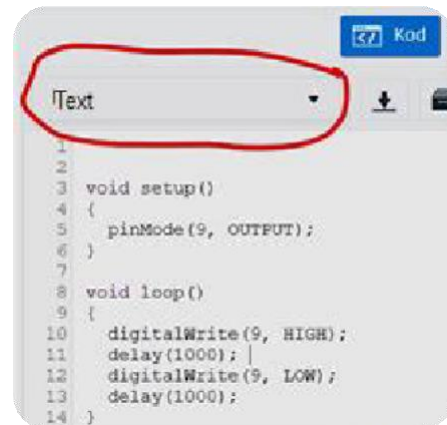 Kod
Text
1
2
3 void setup()
4 {
5   pinMode(9, OUTPUT);
6 }
7
8 void loop()
9 {
10   digitalWrite(9, HIGH);
11   delay(1000);
12   digitalWrite(9, LOW);
13   delay(1000);
14 }